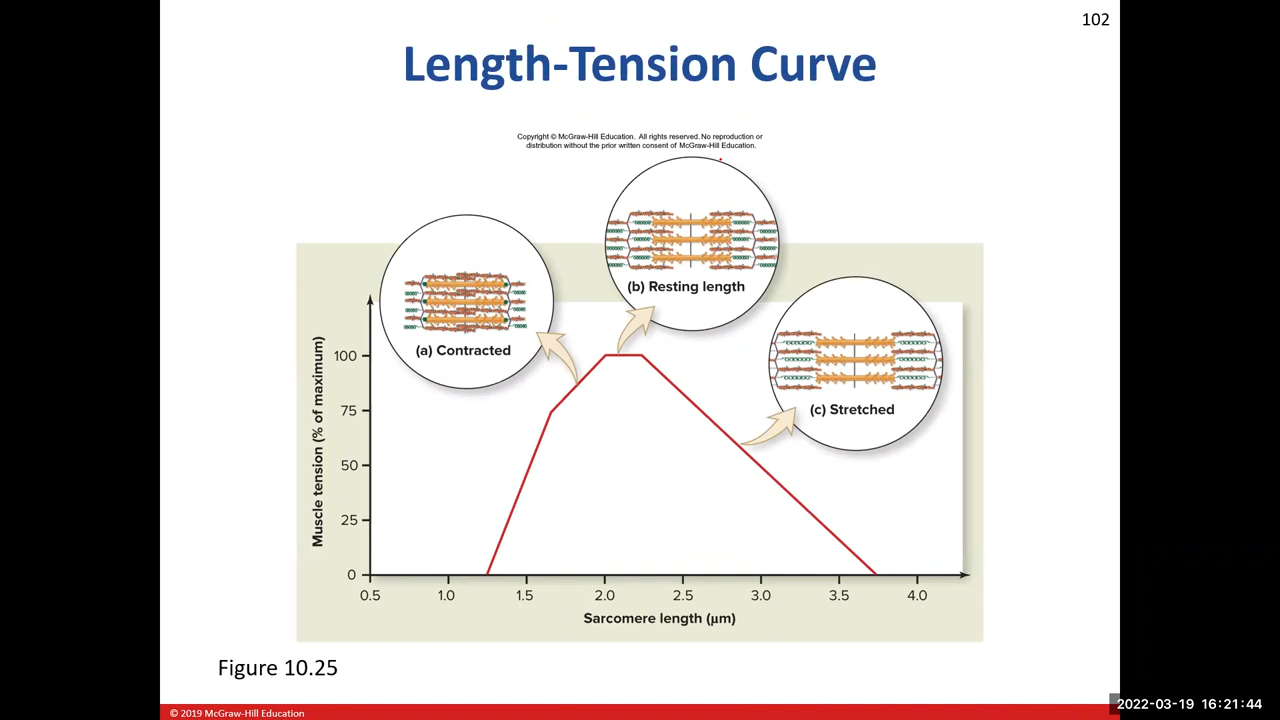 102
Length-Tension Curve
Copyright © McGraw-Hill Education. All rights reserved. No reproduction or
distribution without the prior written consent of McGraw-Hill Education.
(b) Resting length
(a) Contracted
(c) Stretched
Muscle tension (% of maximum)
100
75
50
25
0
0.5 1.0 1.5 2.0 2.5 3.0 3.5 4.0
Sarcomere length (µm)
Figure 10.25
© 2019 McGraw-Hill Education
2022-03-19 16:21:44